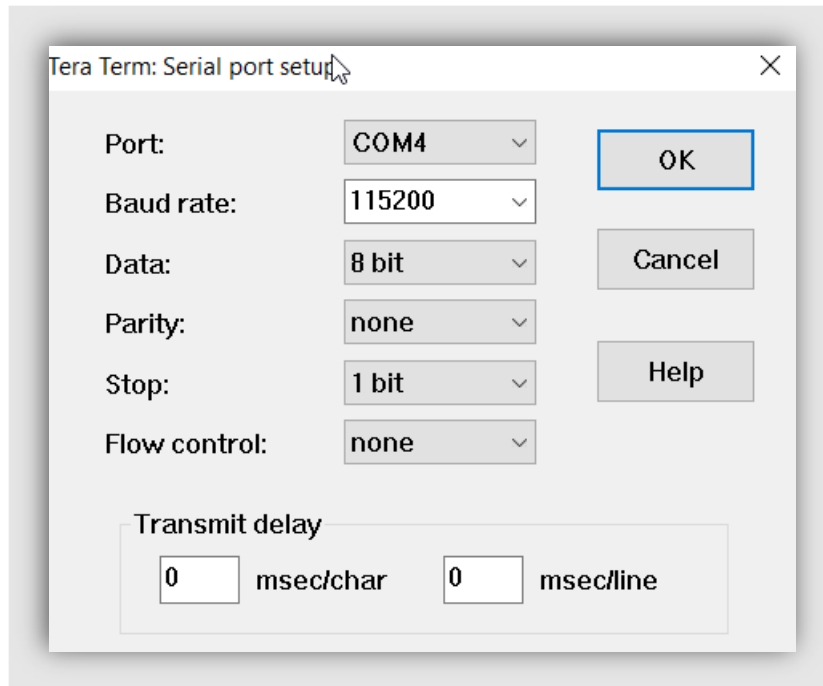 Tera Term: Serial port setup
Port: COM4 OK
Baud rate: 115200
Data: 8 bit Cancel
Parity: none
Stop: 1 bit Help
Flow control: none
Transmit delay
0 msec/char 0 msec/line